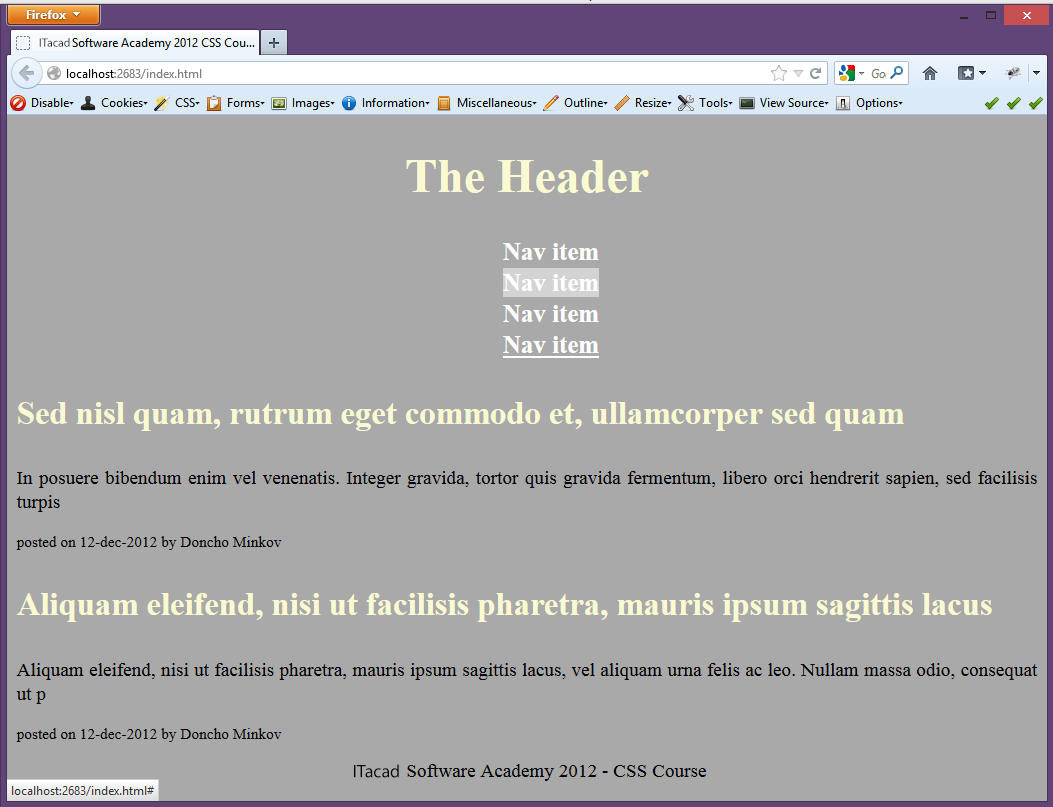 Firefox
ITacad Software Academy 2012 CSS Cou...
localhost:2683/index.html
Go
Disable
Cookies
CSS
Forms
Images
Information
Miscellaneous
Outline
Resize
Tools
View Source
Options
The Header
Nav item
Nav item
Nav item
Nav item
Sed nisl quam, rutrum eget commodo et, ullamcorper sed quam
In posuere bibendum enim vel venenatis. Integer gravida, tortor quis gravida fermentum, libero orci hendrerit sapien, sed facilisis
turpis
posted on 12-dec-2012 by Doncho Minkov
Aliquam eleifend, nisi ut facilisis pharetra, mauris ipsum sagittis lacus
Aliquam eleifend, nisi ut facilisis pharetra, mauris ipsum sagittis lacus, vel aliquam urna felis ac leo. Nullam massa odio, consequat
ut p
posted on 12-dec-2012 by Doncho Minkov
ITacad Software Academy 2012 - CSS Course
localhost:2683/index.html#